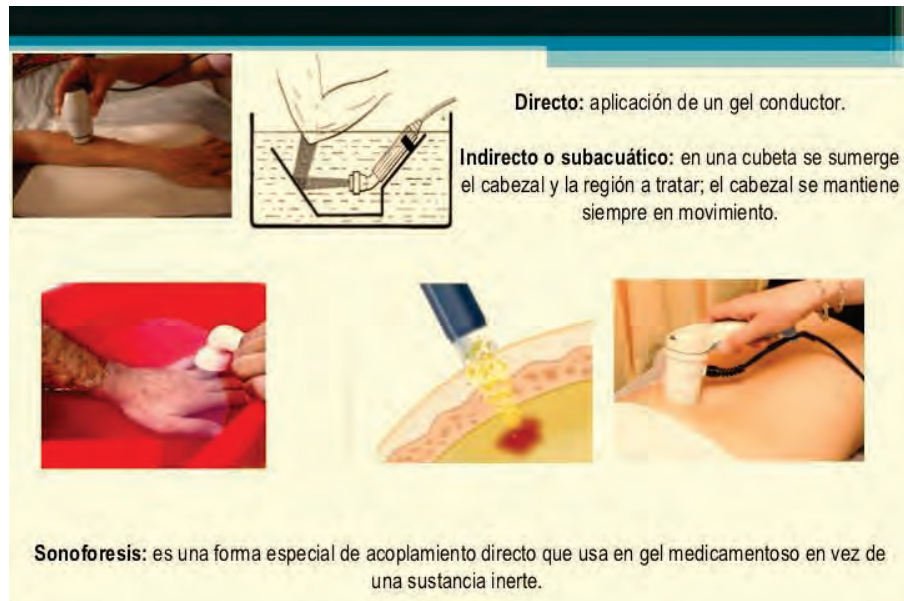 Directo: aplicación de un gel conductor.
Indirecto o subacuático: en una cubeta se sumerge
el cabezal y la región a tratar; el cabezal se mantiene
siempre en movimiento.
Sonoforesis: es una forma especial de acoplamiento directo que usa en gel medicamentoso en vez de
una sustancia inerte.